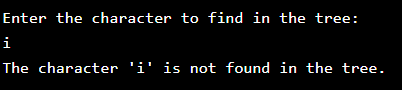 Enter the character to find in the tree:
i
The character 'i' is not found in the tree.